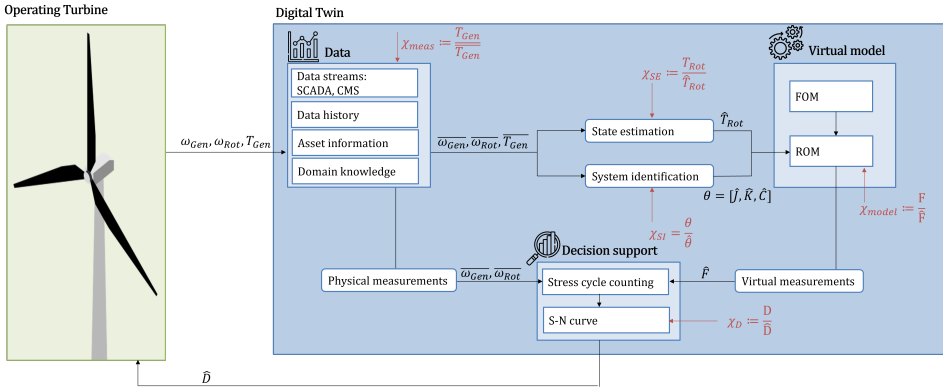 Operating Turbine
Digital Twin
Data
χ_meas ≔ T_Gen / T̅_Gen
Data streams:
SCADA, CMS
Data history
Asset information
Domain knowledge
ω_Gen, ω_Rot, T_Gen
ω̅_Gen, ω̅_Rot, T̅_Gen
χ_SE ≔ T_Rot / T̂_Rot
State estimation
T̂_Rot
System identification
θ = [Ĵ, K̂, Ĉ]
χ_SI = θ / θ̂
Virtual model
FOM
ROM
χ_model ≔ F / F̂
Decision support
Physical measurements
ω̅_Gen, ω̅_Rot
Stress cycle counting
F̂
Virtual measurements
S-N curve
χ_D ≔ D / D̂
D̂